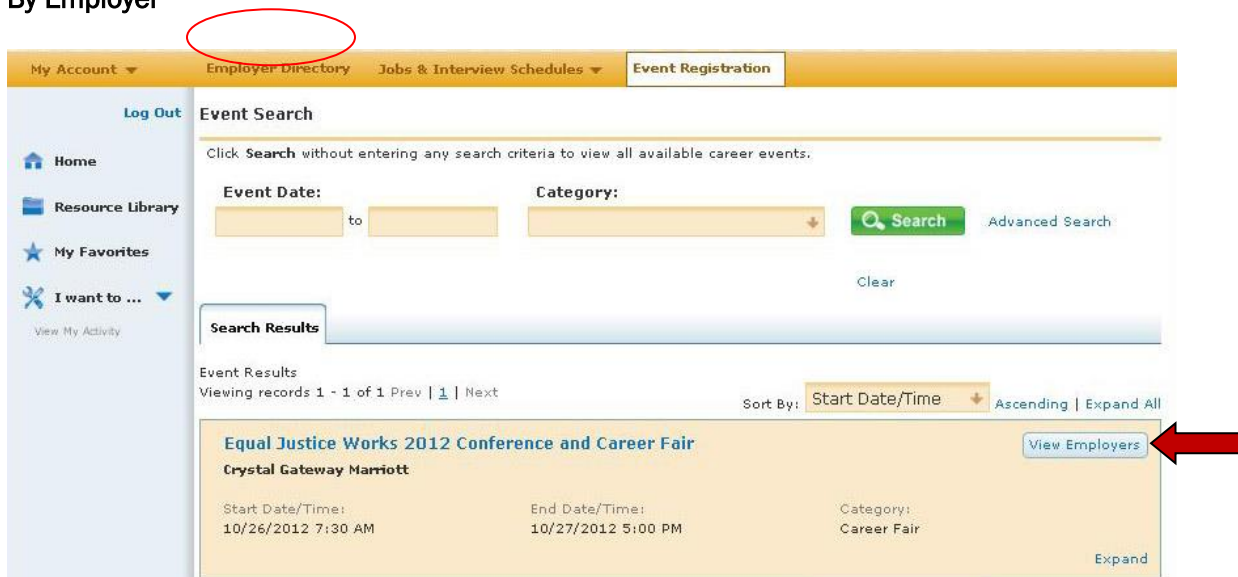 By Employer
My Account Employer Directory Jobs & Interview Schedules Event Registration
Log Out
Home
Resource Library
My Favorites
I want to ...
View My Activity
Event Search
Click Search without entering any search criteria to view all available career events.
Event Date: Category:
to Search Advanced Search
Clear
Search Results
Event Results
Viewing records 1 - 1 of 1 Prev | 1 | Next
Sort By: Start Date/Time Ascending | Expand All
Equal Justice Works 2012 Conference and Career Fair View Employers
Crystal Gateway Marriott
Start Date/Time: End Date/Time: Category:
10/26/2012 7:30 AM 10/27/2012 5:00 PM Career Fair
Expand